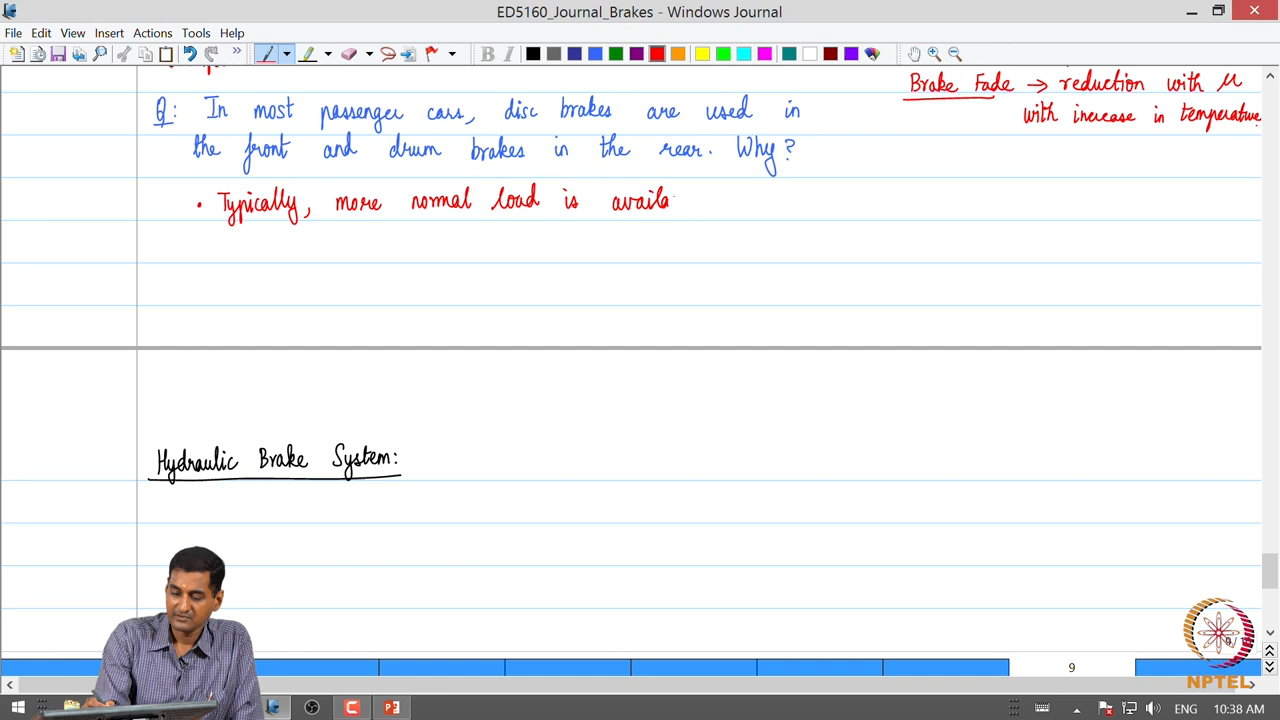 ED5160_Journal_Brakes - Windows Journal
File Edit View Insert Actions Tools Help
Brake Fade → reduction with μ
with increase in temperature
Q: In most passenger cars, disc brakes are used in
the front and drum brakes in the rear. Why?
• Typically, more normal load is availa
Hydraulic Brake System:
9
NPTEL
ENG 10:38 AM